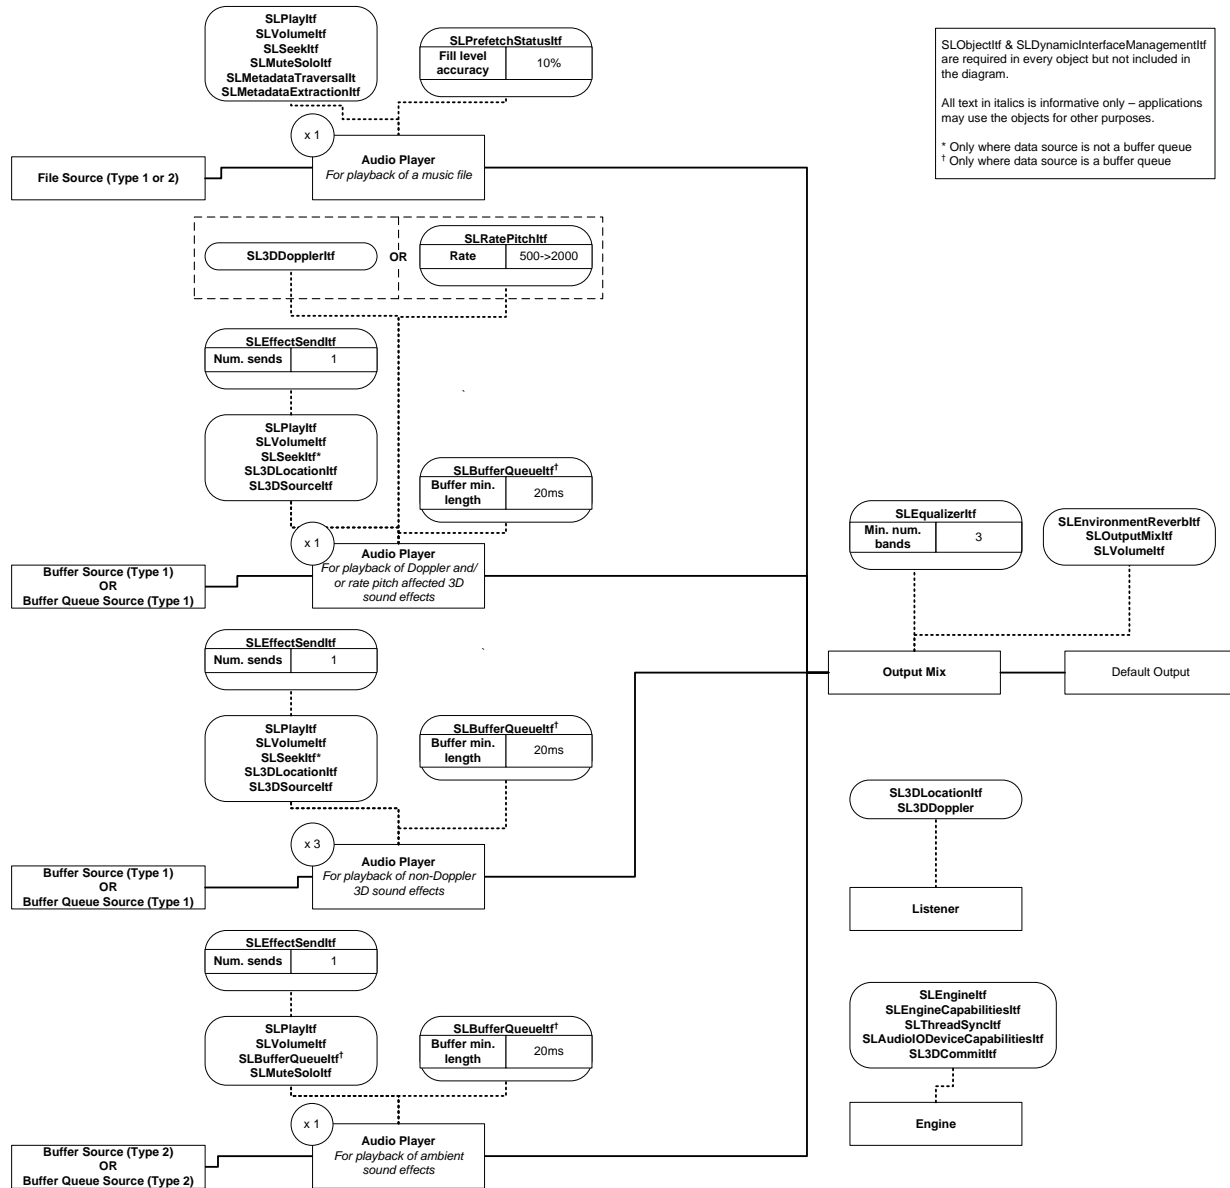 SLPlayItf
SLVolumeItf
SLSeekItf
SLMuteSoloItf
SLMetadataTraversalIt
SLMetadataExtractionItf
SLPrefetchStatusItf
Fill level
accuracy
10%
SLObjectItf & SLDynamicInterfaceManagementItf
are required in every object but not included in
the diagram.
All text in italics is informative only – applications
may use the objects for other purposes.
* Only where data source is not a buffer queue
† Only where data source is a buffer queue
x 1
Audio Player
For playback of a music file
File Source (Type 1 or 2)
SL3DDopplerItf
OR
SLRatePitchItf
Rate
500->2000
SLEffectSendItf
Num. sends
1
SLPlayItf
SLVolumeItf
SLSeekItf*
SL3DLocationItf
SL3DSourceItf
SLBufferQueueItf†
Buffer min.
length
20ms
x 1
Audio Player
For playback of Doppler and/
or rate pitch affected 3D
sound effects
Buffer Source (Type 1)
OR
Buffer Queue Source (Type 1)
SLEqualizerItf
Min. num.
bands
3
SLEnvironmentReverbItf
SLOutputMixItf
SLVolumeItf
Output Mix
Default Output
SLEffectSendItf
Num. sends
1
SLPlayItf
SLVolumeItf
SLSeekItf*
SL3DLocationItf
SL3DSourceItf
SLBufferQueueItf†
Buffer min.
length
20ms
x 3
Audio Player
For playback of non-Doppler
3D sound effects
Buffer Source (Type 1)
OR
Buffer Queue Source (Type 1)
SL3DLocationItf
SL3DDoppler
Listener
SLEffectSendItf
Num. sends
1
SLPlayItf
SLVolumeItf
SLBufferQueueItf†
SLMuteSoloItf
SLBufferQueueItf†
Buffer min.
length
20ms
x 1
Audio Player
For playback of ambient
sound effects
Buffer Source (Type 2)
OR
Buffer Queue Source (Type 2)
SLEngineItf
SLEngineCapabilitiesItf
SLThreadSyncItf
SLAudioIODeviceCapabilitiesItf
SL3DCommitItf
Engine